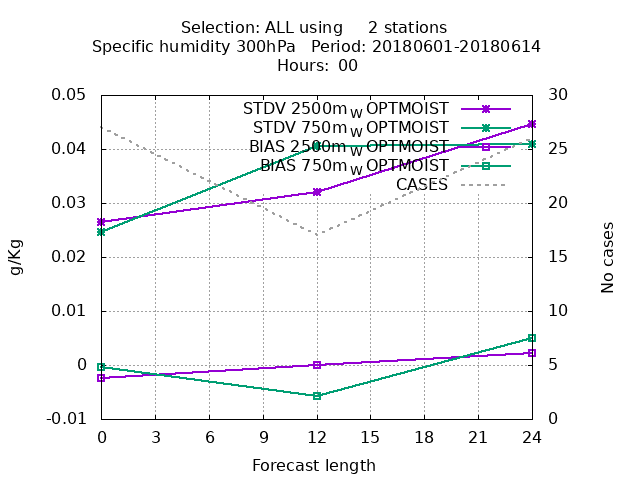 Selection: ALL using     2 stations
Specific humidity 300hPa   Period: 20180601-20180614
Hours: 00
0.05
0.04
0.03
0.02
0.01
0
-0.01
30
25
20
15
10
5
0
STDV 2500m W OPTMOIST
STDV 750m W OPTMOIST
BIAS 2500m W OPTMOIST
BIAS 750m W OPTMOIST
CASES
g/Kg
No cases
0 3 6 9 12 15 18 21 24
Forecast length